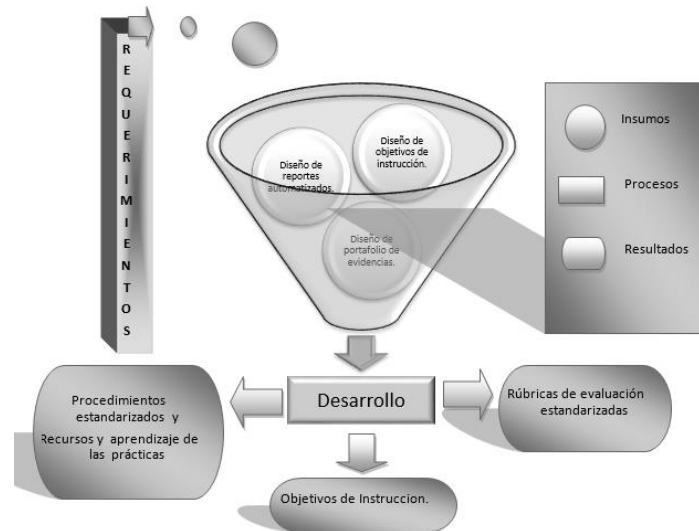 REQUERIMIENTOS
Diseño de
reportes
automatizados.
Diseño de
objetivos de
instrucción.
Diseño de
portafolio de
evidencias.
Insumos
Procesos
Resultados
Desarrollo
Procedimientos
estandarizados y
Recursos y aprendizaje de
las prácticas
Rúbricas de evaluación
estandarizadas
Objetivos de Instruccion.